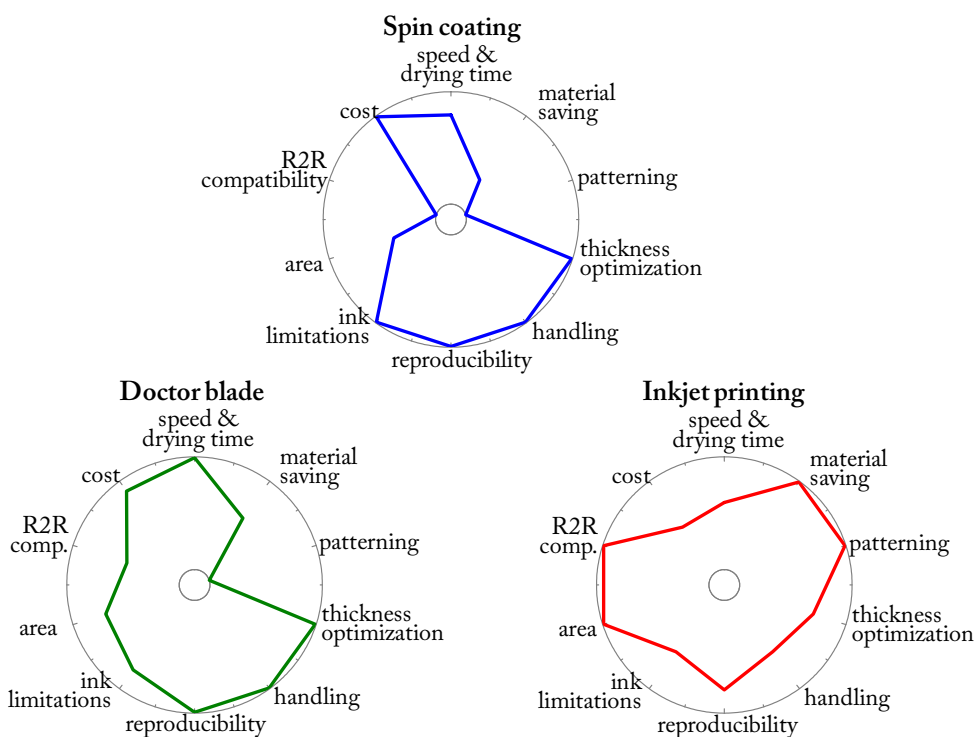 Spin coating
speed &
drying time
material
saving
cost
R2R
compatibility
patterning
thickness
optimization
area
ink
limitations
handling
reproducibility
Doctor blade
speed &
drying time
material
saving
cost
R2R
comp.
patterning
thickness
optimization
area
ink
limitations
handling
reproducibility
Inkjet printing
speed &
drying time
material
saving
cost
R2R
comp.
patterning
thickness
optimization
area
ink
limitations
handling
reproducibility